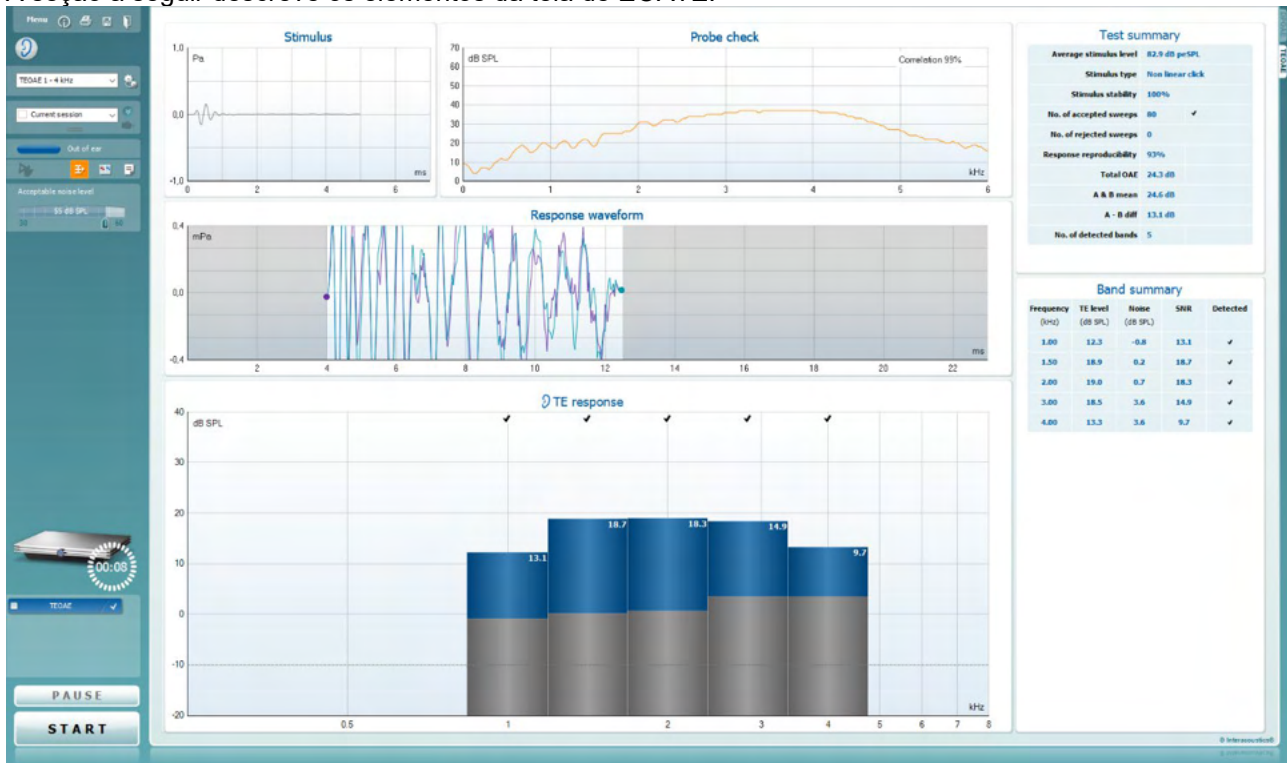 A seção a seguir descreve os elementos da tela de EOATE.
Menu
TEOAE 1 - 4 kHz
Current session
Out of ear
Acceptable noise level
55 dB SPL
30 60
00:08
TEOAE
PAUSE
START
Stimulus
1,0
Pa
0,0
-1,0
ms
0 2 4 6
Probe check
70
dB SPL
Correlation 99%
60
50
40
30
20
10
0
kHz
0 1 2 3 4 5 6
Response waveform
0,4
mPa
0,0
-0,4
ms
2 4 6 8 10 12 14 16 18 20 22
TE response
40
dB SPL
30
20
10
0
-10
-20
13.1
18.7
18.3
14.9
9.7
kHz
0.5 1 2 3 4 5 6 7 8
Test summary
Average stimulus level 82.9 dB peSPL
Stimulus type Non linear click
Stimulus stability 100%
No. of accepted sweeps 80 ✓
No. of rejected sweeps 0
Response reproducibility 93%
Total OAE 24.3 dB
A & B mean 24.6 dB
A - B diff 13.1 dB
No. of detected bands 5
Band summary
Frequency TE level Noise SNR Detected
(kHz) (dB SPL) (dB SPL)
1.00 12.3 -0.8 13.1 ✓
1.50 18.9 0.2 18.7 ✓
2.00 19.0 0.7 18.3 ✓
3.00 18.5 3.6 14.9 ✓
4.00 13.3 3.6 9.7 ✓
TEOAE
© Interacoustics®